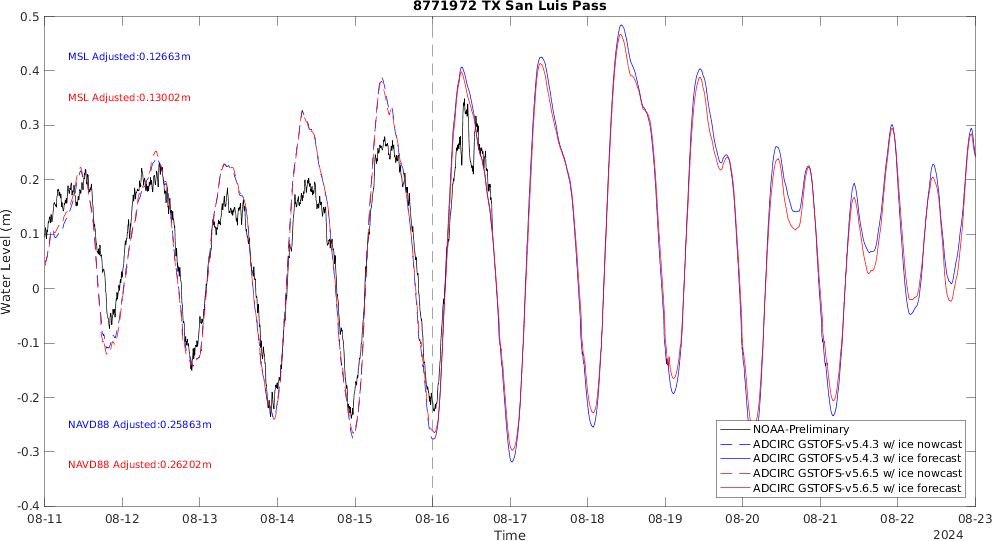 8771972 TX San Luis Pass
Water Level (m)
0.5
0.4
0.3
0.2
0.1
0
-0.1
-0.2
-0.3
-0.4
MSL Adjusted:0.12663m
MSL Adjusted:0.13002m
NAVD88 Adjusted:0.25863m
NAVD88 Adjusted:0.26202m
NOAA-Preliminary
ADCIRC GSTOFS-v5.4.3 w/ ice nowcast
ADCIRC GSTOFS-v5.4.3 w/ ice forecast
ADCIRC GSTOFS-v5.6.5 w/ ice nowcast
ADCIRC GSTOFS-v5.6.5 w/ ice forecast
08-11 08-12 08-13 08-14 08-15 08-16 08-17 08-18 08-19 08-20 08-21 08-22 08-23
Time
2024